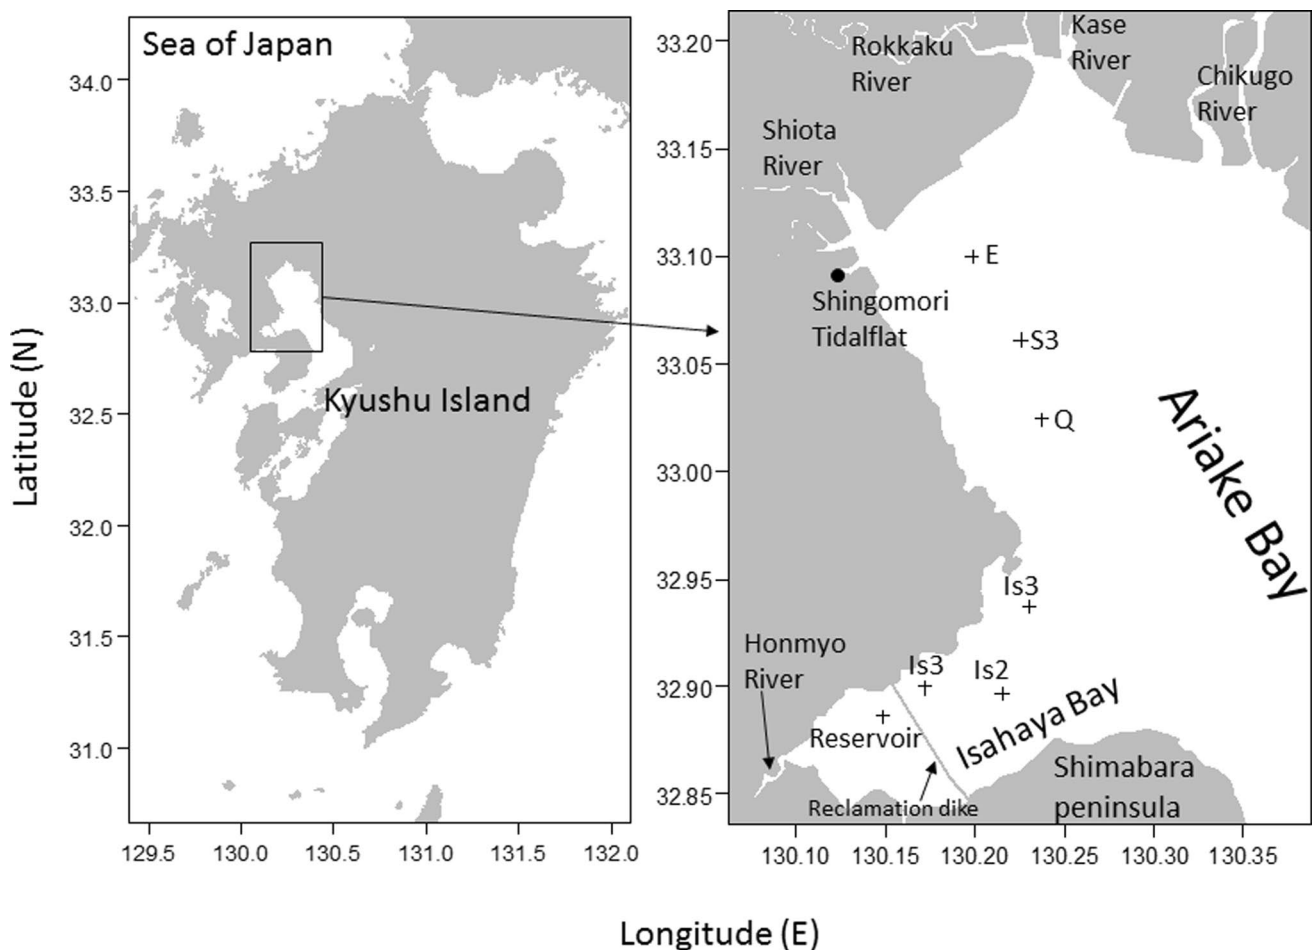 Sea of Japan
34.0
33.5
33.0
32.5
32.0
31.5
31.0
129.5
130.0
130.5
131.0
131.5
132.0
Latitude (N)
Kyushu Island
33.20
33.15
33.10
33.05
33.00
32.95
32.90
32.85
130.10
130.15
130.20
130.25
130.30
130.35
Rokkaku
River
Kase
River
Chikugo
River
Shiota
River
E
Shingomori
Tidalflat
S3
Q
Ariake Bay
Is3
Honmyo
River
Is3
Is2
Reservoir
Isahaya Bay
Reclamation dike
Shimabara
peninsula
Longitude (E)